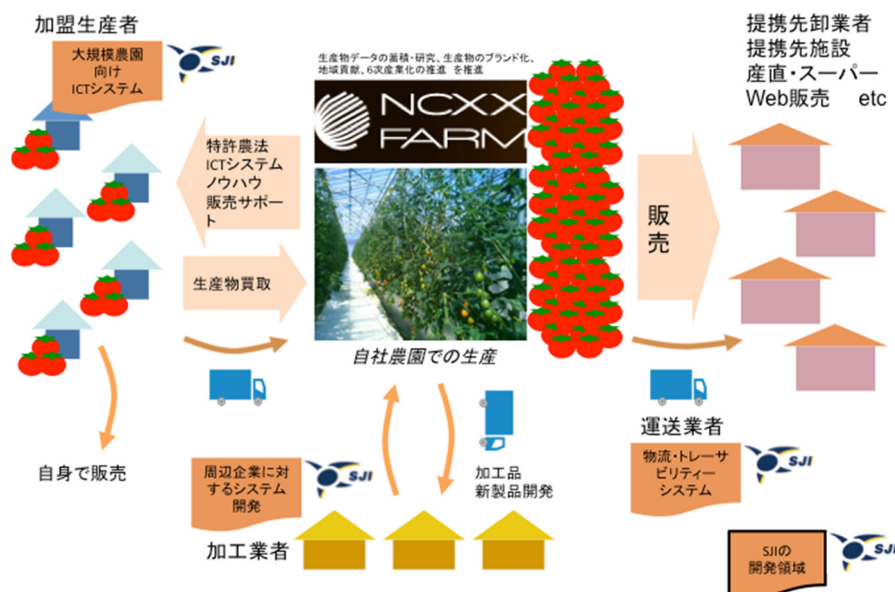 加盟生産者
大規模農園
向け
ICTシステム
SJI
生産物データの蓄積・研究、生産物のブランド化、
地域貢献、6次産業化の推進 を推進
NCXX
FARM
提携先卸業者
提携先施設
産直・スーパー
Web販売 etc
特許農法
ICTシステム
ノウハウ
販売サポー
ト
販売
生産物買取
自社農園での生産
自身で販売
周辺企業に対
するシステム
開発
SJI
加工品
新製品開発
加工業者
運送業者
物流・トレーサ
ビリティー
システム
SJI
SJIの
開発領域
SJI